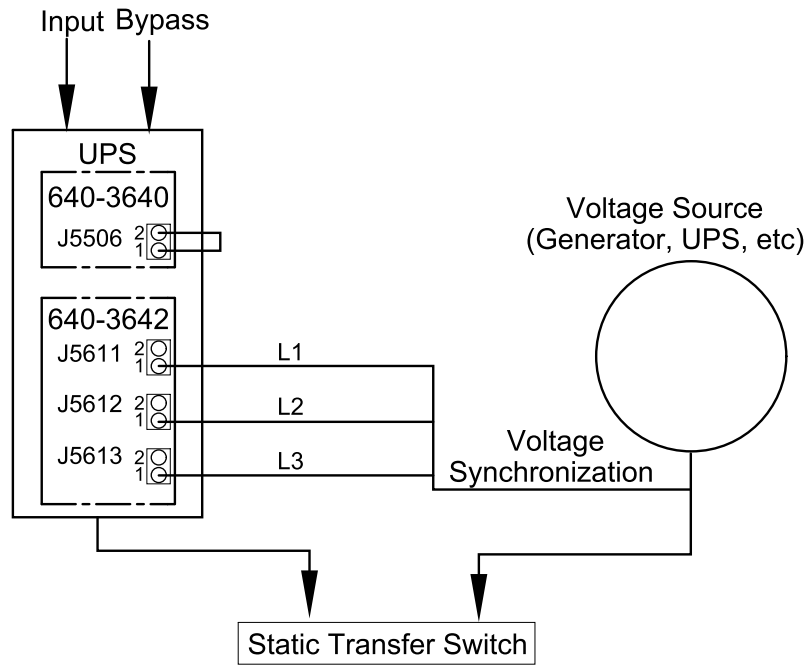 Input Bypass
UPS
640-3640
J5506 2
1
640-3642
J5611 2
1
J5612 2
1
J5613 2
1
L1
L2
L3
Voltage Source
(Generator, UPS, etc)
Voltage
Synchronization
Static Transfer Switch